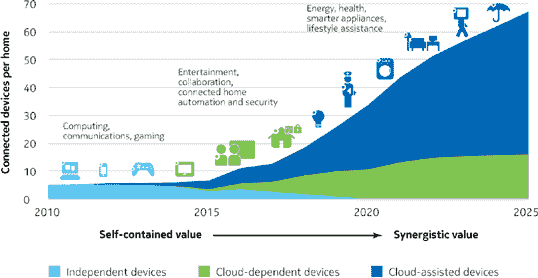 70
60
50
40
30
20
10
0
Connected devices per home
Energy, health,
smarter appliances,
lifestyle assistance
Entertainment,
collaboration,
connected home
automation and security
Computing,
communications, gaming
2010
2015
2020
2025
Self-contained value
Synergistic value
Independent devices
Cloud-dependent devices
Cloud-assisted devices